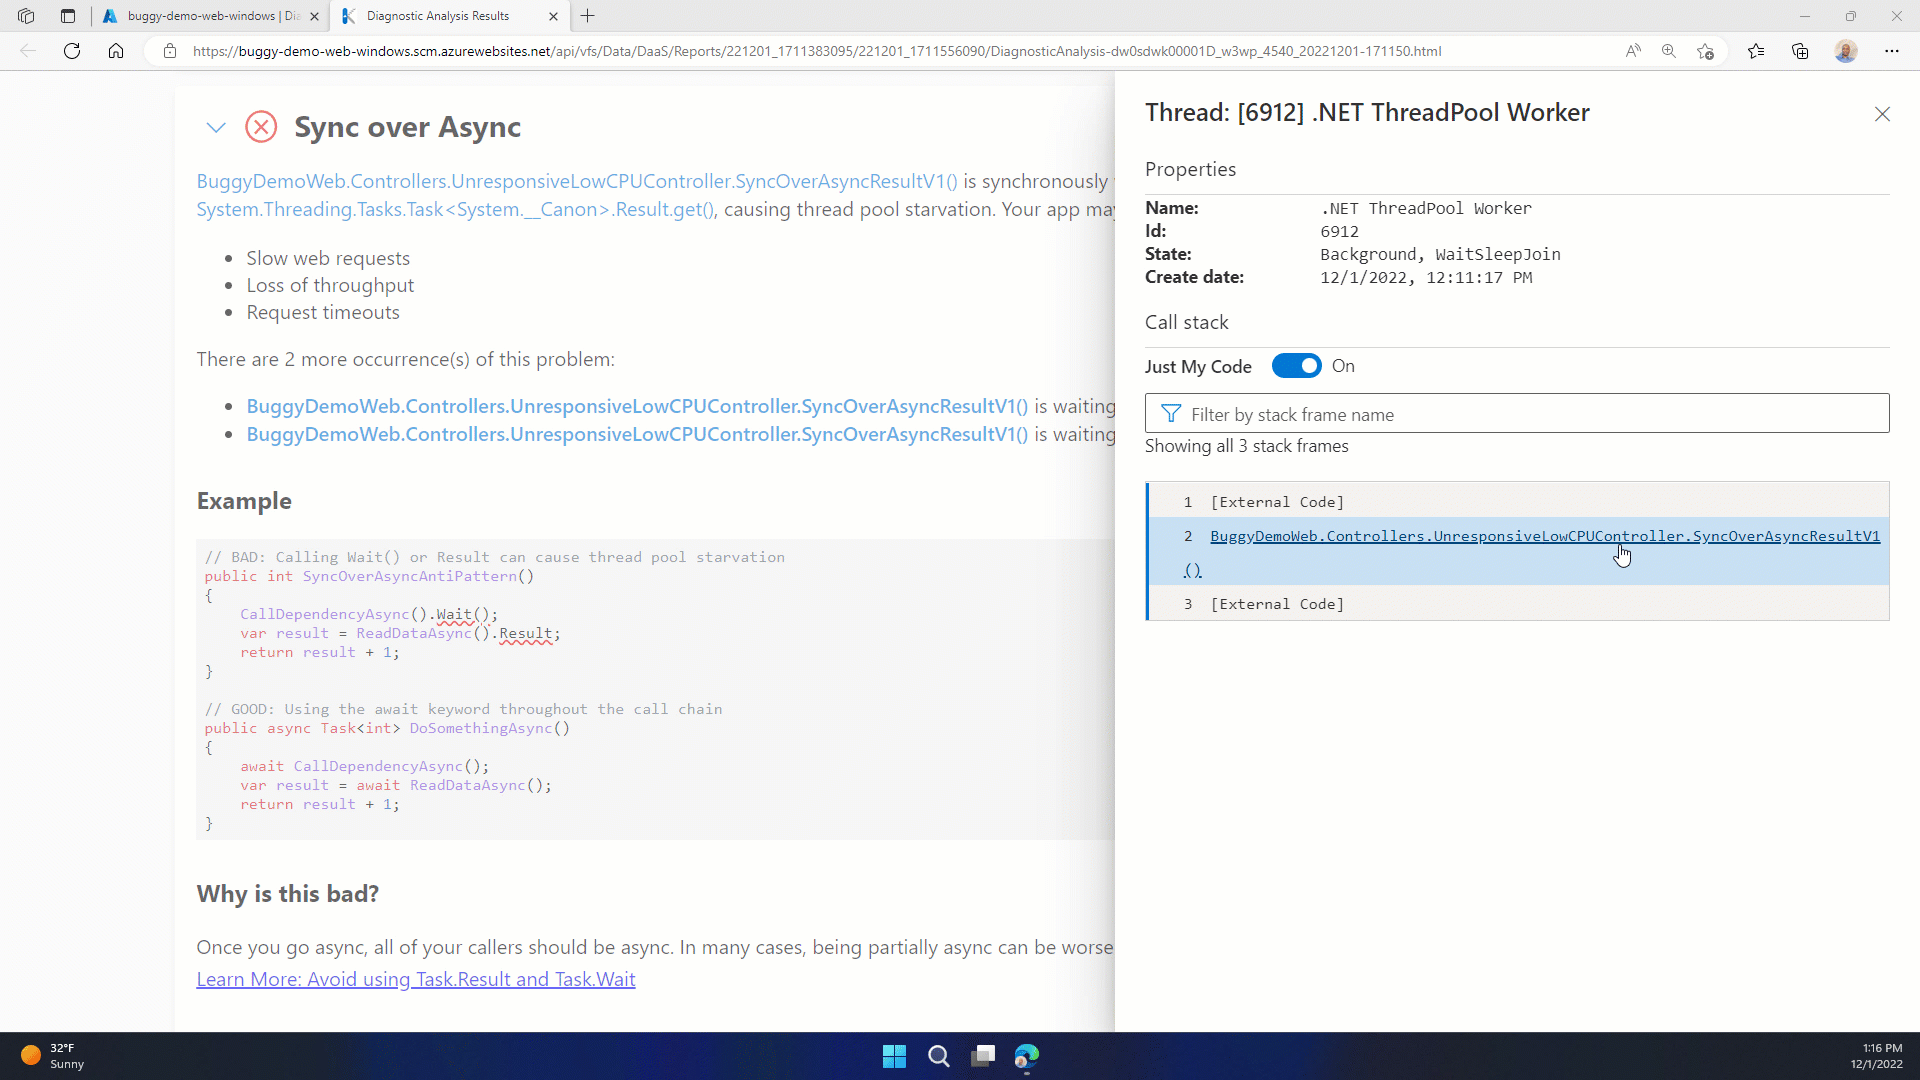 buggy-demo-web-windows | Dia
Diagnostic Analysis Results
https://buggy-demo-web-windows.scm.azurewebsites.net/api/vfs/Data/DaaS/Reports/221201_1711383095/221201_1711556090/DiagnosticAnalysis-dw0sdwk00001D_w3wp_4540_20221201-171150.html
Sync over Async
BuggyDemoWeb.Controllers.UnresponsiveLowCPUController.SyncOverAsyncResultV1() is synchronously
System.Threading.Tasks.Task<System.__Canon>.Result.get(), causing thread pool starvation. Your app may
• Slow web requests
• Loss of throughput
• Request timeouts
There are 2 more occurrence(s) of this problem:
• BuggyDemoWeb.Controllers.UnresponsiveLowCPUController.SyncOverAsyncResultV1() is waiting
• BuggyDemoWeb.Controllers.UnresponsiveLowCPUController.SyncOverAsyncResultV1() is waiting
Example
// BAD: Calling Wait() or Result can cause thread pool starvation
public int SyncOverAsyncAntiPattern()
{
CallDependencyAsync().Wait();
var result = ReadDataAsync().Result;
return result + 1;
}
// GOOD: Using the await keyword throughout the call chain
public async Task<int> DoSomethingAsync()
{
await CallDependencyAsync();
var result = await ReadDataAsync();
return result + 1;
}
Why is this bad?
Once you go async, all of your callers should be async. In many cases, being partially async can be worse
Learn More: Avoid using Task.Result and Task.Wait
Thread: [6912] .NET ThreadPool Worker
Properties
Name: .NET ThreadPool Worker
Id: 6912
State: Background, WaitSleepJoin
Create date: 12/1/2022, 12:11:17 PM
Call stack
Just My Code On
Filter by stack frame name
Showing all 3 stack frames
1 [External Code]
2 BuggyDemoWeb.Controllers.UnresponsiveLowCPUController.SyncOverAsyncResultV1
()
3 [External Code]
32°F
Sunny
1:16 PM
12/1/2022